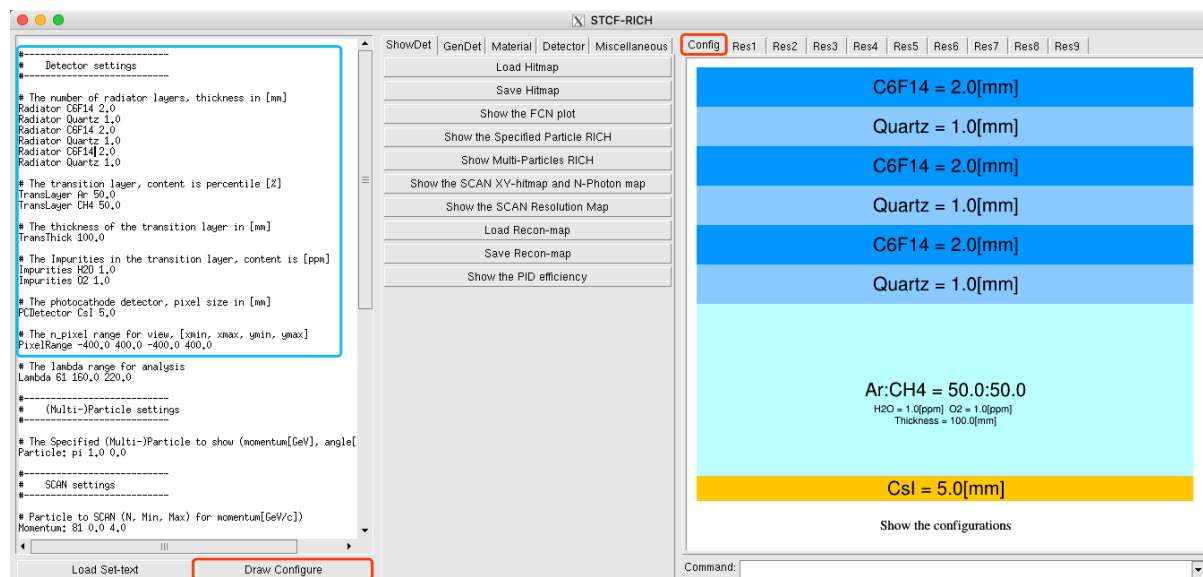 STCF-RICH
#---------------------------
#    Detector settings
#---------------------------
# The number of radiator layers, thickness in [mm]
Radiator C6F14 2.0
Radiator Quartz 1.0
Radiator C6F14 2.0
Radiator Quartz 1.0
Radiator C6F14 2.0
Radiator Quartz 1.0
# The transition layer, content is percentile [%]
TransLayer Ar 50.0
TransLayer CH4 50.0
# The thickness of the transition layer in [mm]
TransThick 100.0
# The Impurities in the transition layer, content is [ppm]
Impurities H2O 1.0
Impurities O2 1.0
# The photocathode detector, pixel size in [mm]
PCDetector CsI 5.0
# The n_pixel range for view, [xmin, xmax, ymin, ymax]
PixelRange -400.0 400.0 -400.0 400.0
# The lambda range for analysis
Lambda 61 160.0 220.0
#---------------------------
#    (Multi-)Particle settings
#---------------------------
# The Specified (Multi-)Particle to show (momentum[GeV], angle[
Particle: pi 1.0 0.0
#---------------------------
#    SCAN settings
#---------------------------
# Particle to SCAN (N, Min, Max) for momentum[GeV/c])
Momentum: 81 0.0 4.0
Load Set-text
Draw Configure
ShowDet GenDet Material Detector Miscellaneous
Load Hitmap
Save Hitmap
Show the FCN plot
Show the Specified Particle RICH
Show Multi-Particles RICH
Show the SCAN XY-hitmap and N-Photon map
Show the SCAN Resolution Map
Load Recon-map
Save Recon-map
Show the PID efficiency
Config Res1 Res2 Res3 Res4 Res5 Res6 Res7 Res8 Res9
C6F14 = 2.0[mm]
Quartz = 1.0[mm]
C6F14 = 2.0[mm]
Quartz = 1.0[mm]
C6F14 = 2.0[mm]
Quartz = 1.0[mm]
Ar:CH4 = 50.0:50.0
H2O = 1.0[ppm] O2 = 1.0[ppm]
Thickness = 100.0[mm]
CsI = 5.0[mm]
Show the configurations
Command: